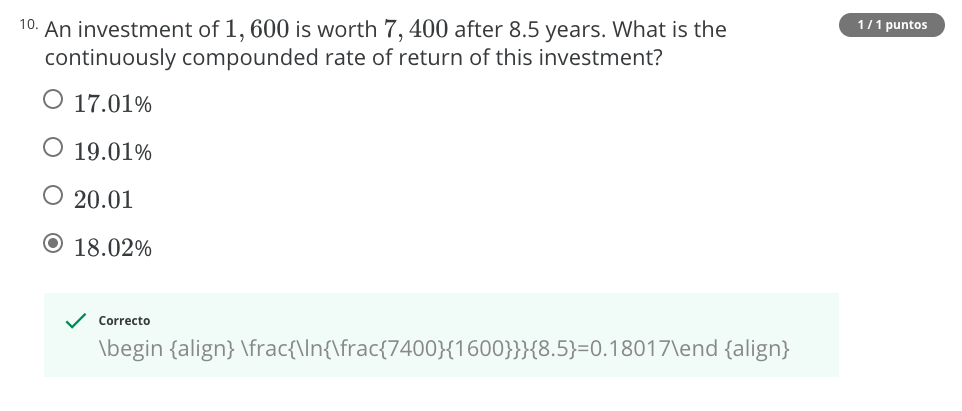 10. An investment of 1, 600 is worth 7, 400 after 8.5 years. What is the
1 / 1 puntos
continuously compounded rate of return of this investment?
17.01%
19.01%
20.01
18.02%
Correcto
\begin {align} \frac{\ln{\frac{7400}{1600}}}{8.5}=0.18017\end {align}